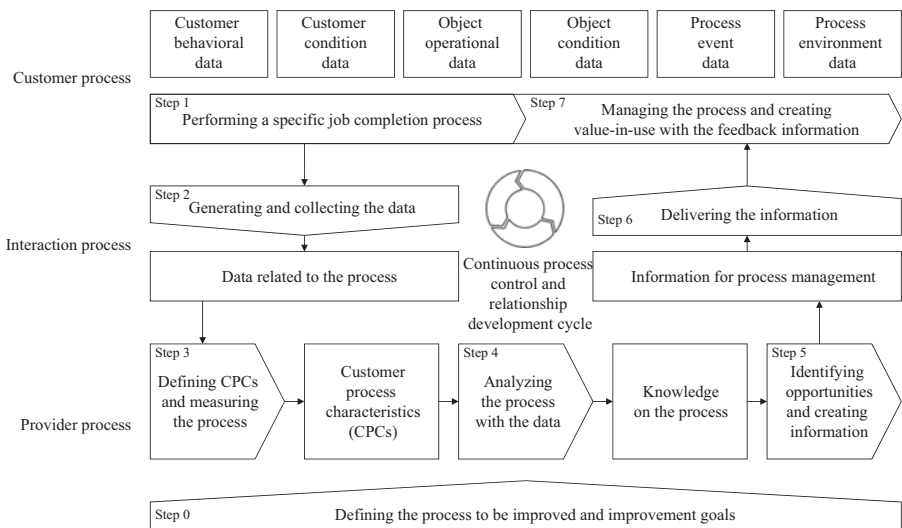 Customer
behavioral
data
Customer
condition
data
Object
operational
data
Object
condition
data
Process
event
data
Process
environment
data
Customer process
Step 1
Performing a specific job completion process
Step 7
Managing the process and creating
value-in-use with the feedback information
Step 2
Generating and collecting the data
Step 6
Delivering the information
Interaction process
Data related to the process
Continuous process
control and
relationship
development cycle
Information for process management
Provider process
Step 3
Defining CPCs
and measuring
the process
Customer
process
characteristics
(CPCs)
Step 4
Analyzing
the process
with the data
Knowledge
on the process
Step 5
Identifying
opportunities
and creating
information
Step 0
Defining the process to be improved and improvement goals